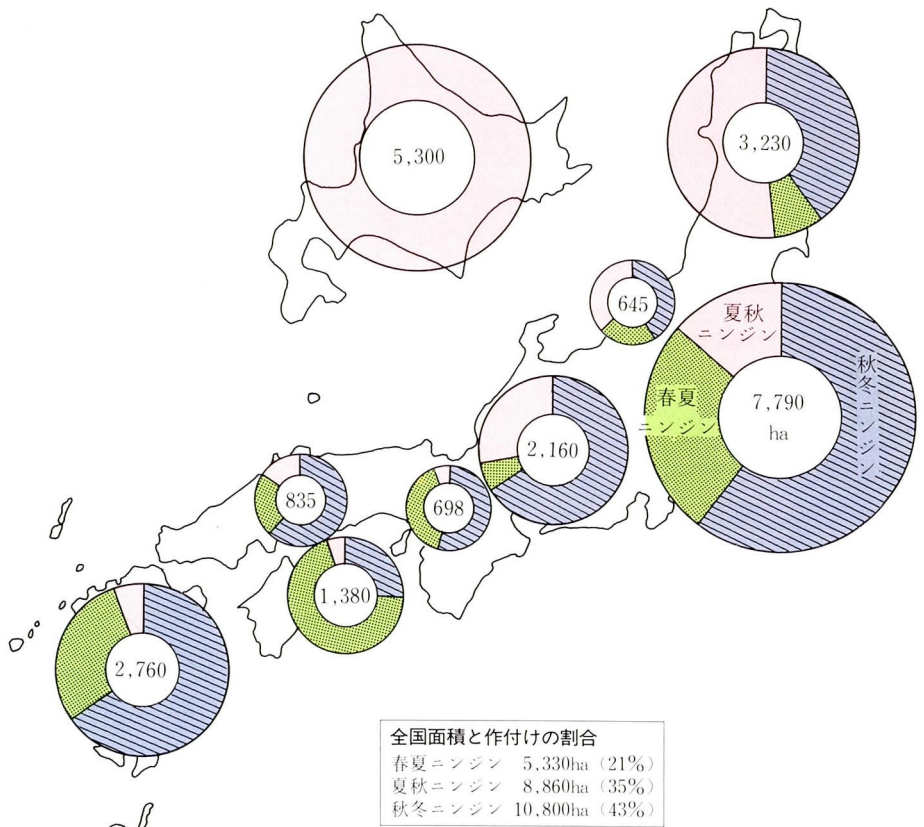 5,300
3,230
645
夏秋
ニンジン
春夏
ニンジン
秋冬ニンジン
7,790
ha
2,160
835
698
1,380
2,760
全国面積と作付けの割合
春夏ニンジン 5,330ha (21%)
夏秋ニンジン 8,860ha (35%)
秋冬ニンジン 10,800ha (43%)